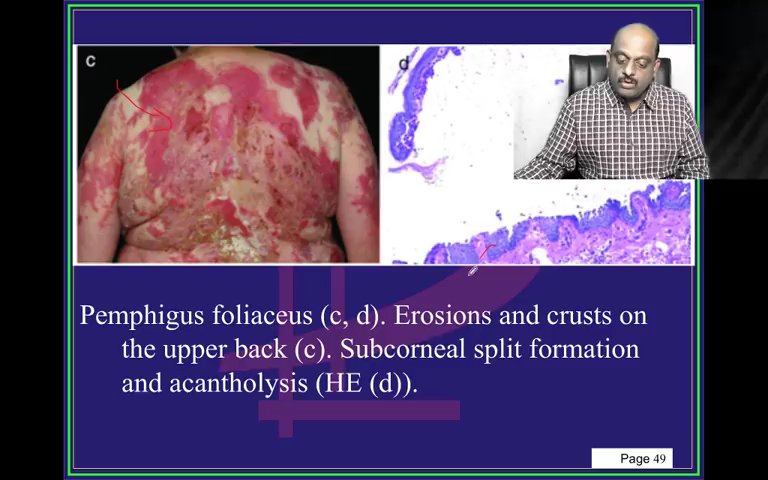 c
d
Pemphigus foliaceus (c, d). Erosions and crusts on
the upper back (c). Subcorneal split formation
and acantholysis (HE (d)).
Page 49